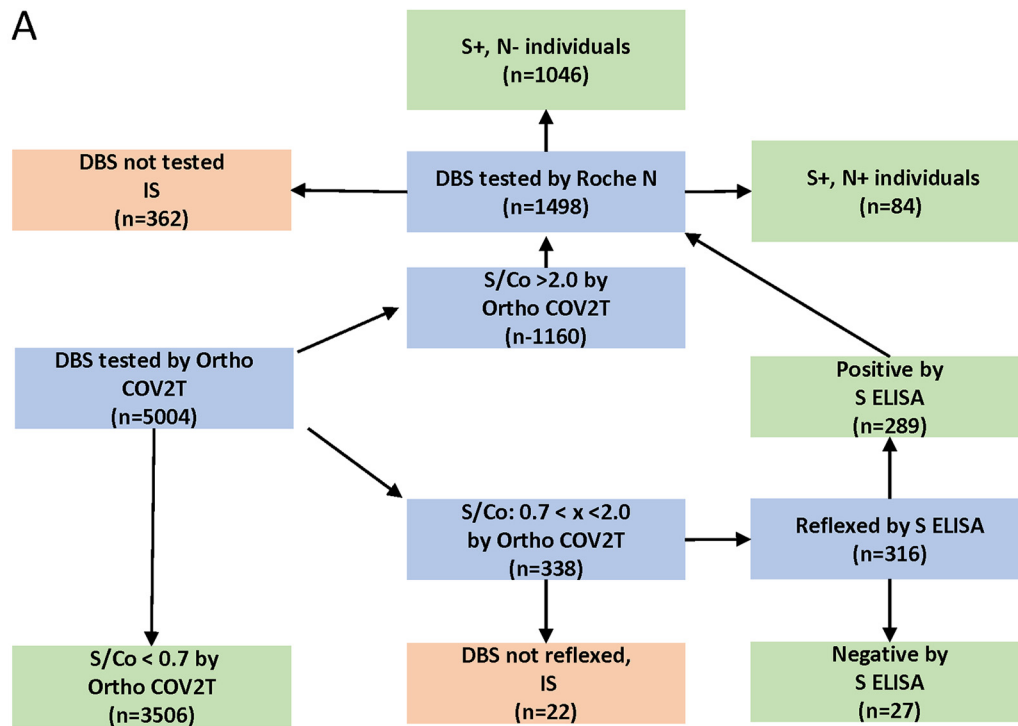 A
S+, N- individuals
(n=1046)
DBS not tested
IS
(n=362)
DBS tested by Roche N
(n=1498)
S+, N+ individuals
(n=84)
S/Co >2.0 by
Ortho COV2T
(n-1160)
DBS tested by Ortho
COV2T
(n=5004)
Positive by
S ELISA
(n=289)
S/Co: 0.7 < x <2.0
by Ortho COV2T
(n=338)
Reflexed by S ELISA
(n=316)
S/Co < 0.7 by
Ortho COV2T
(n=3506)
DBS not reflexed,
IS
(n=22)
Negative by
S ELISA
(n=27)